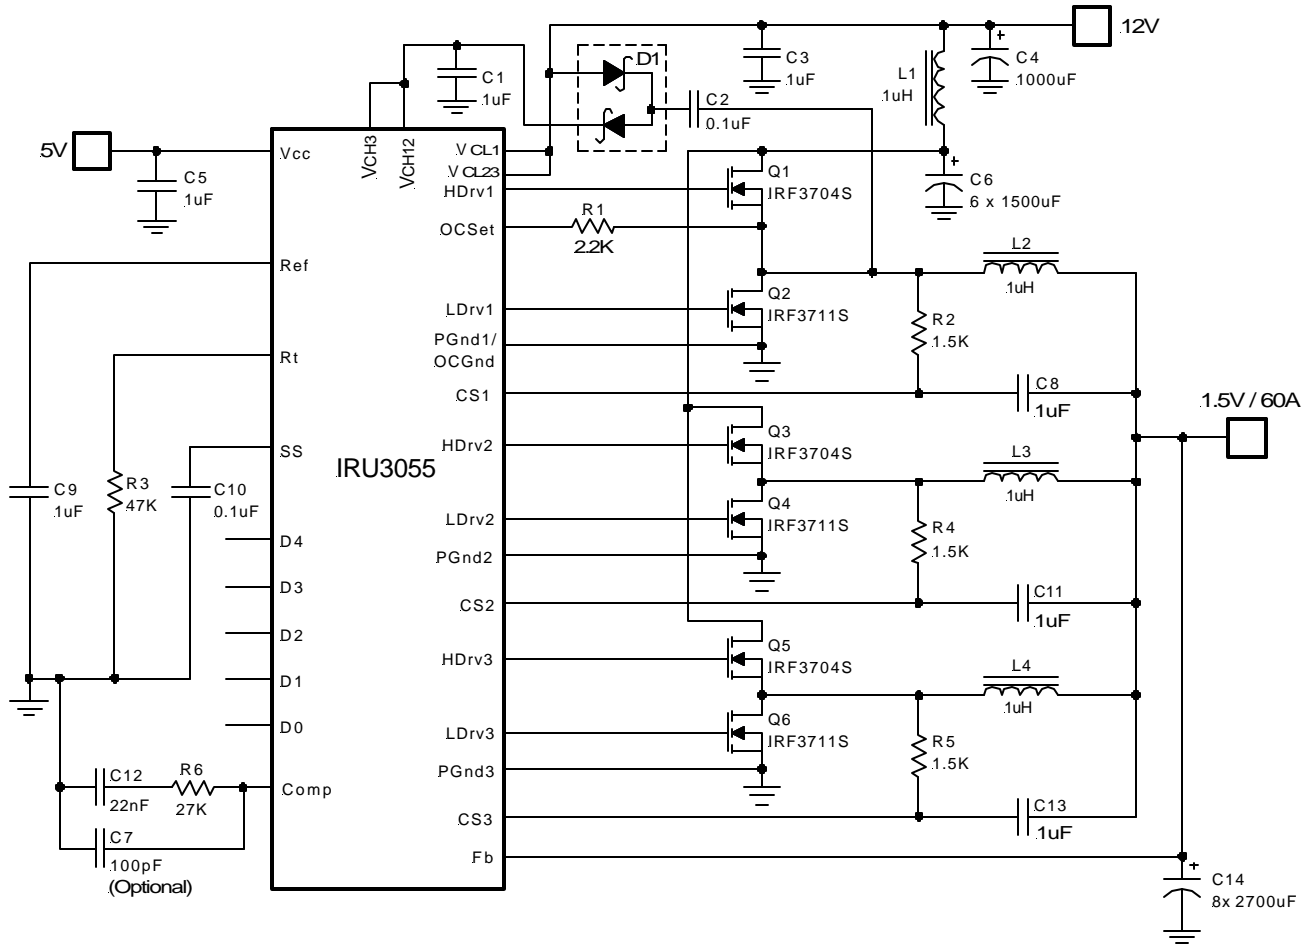 12V
D1
C3
1uF
L1
1uH
C4
1000uF
C1
1uF
C2
0.1uF
5V
C5
1uF
Vcc
VCH3
VCH12
VCL1
VCL23
HDrv1
OCSet
LDrv1
PGnd1/
OCGnd
CS1
HDrv2
LDrv2
PGnd2
CS2
HDrv3
LDrv3
PGnd3
CS3
Fb
Ref
Rt
SS
D4
D3
D2
D1
D0
Comp
IRU3055
R1
2.2K
Q1
IRF3704S
C6
6 x 1500uF
L2
1uH
Q2
IRF3711S
R2
1.5K
C8
1uF
1.5V / 60A
Q3
IRF3704S
L3
1uH
Q4
IRF3711S
R4
1.5K
C11
1uF
Q5
IRF3704S
L4
1uH
Q6
IRF3711S
R5
1.5K
C13
1uF
C9
1uF
R3
47K
C10
0.1uF
C12
22nF
R6
27K
C7
100pF
(Optional)
C14
8x 2700uF